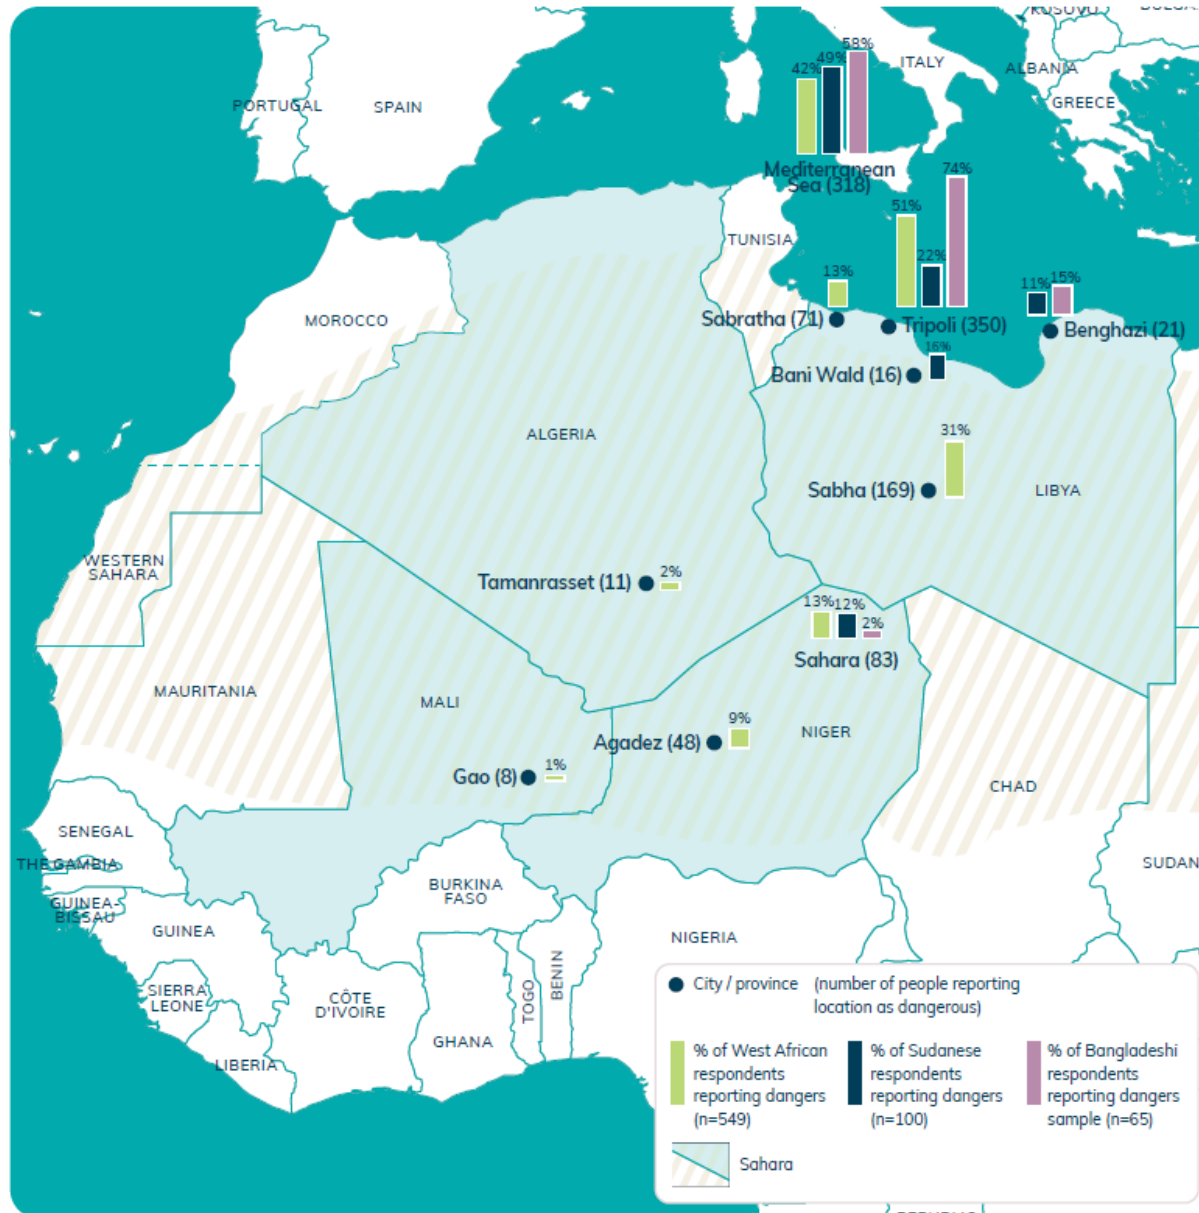 KOSOVO
58%
49%
42%
ITALY
ALBANIA
GREECE
PORTUGAL
SPAIN
Mediterranean
Sea (318)
74%
51%
22%
TUNISIA
13%
11%
15%
MOROCCO
Sabratha (71)
Tripoli (350)
Benghazi (21)
16%
Bani Wald (16)
ALGERIA
31%
Sabha (169)
LIBYA
WESTERN
SAHARA
Tamanrasset (11)
2%
13%
12%
2%
Sahara (83)
MAURITANIA
MALI
9%
NIGER
Agadez (48)
Gao (8)
1%
CHAD
SENEGAL
THE GAMBIA
SUDAN
BURKINA
FASO
GUINEA-
BISSAU
GUINEA
NIGERIA
SIERRA
LEONE
CÔTE
D'IVOIRE
TOGO
BENIN
GHANA
LIBERIA
City / province (number of people reporting
location as dangerous)
% of West African
respondents
reporting dangers
(n=549)
% of Sudanese
respondents
reporting dangers
(n=100)
% of Bangladeshi
respondents
reporting dangers
sample (n=65)
Sahara